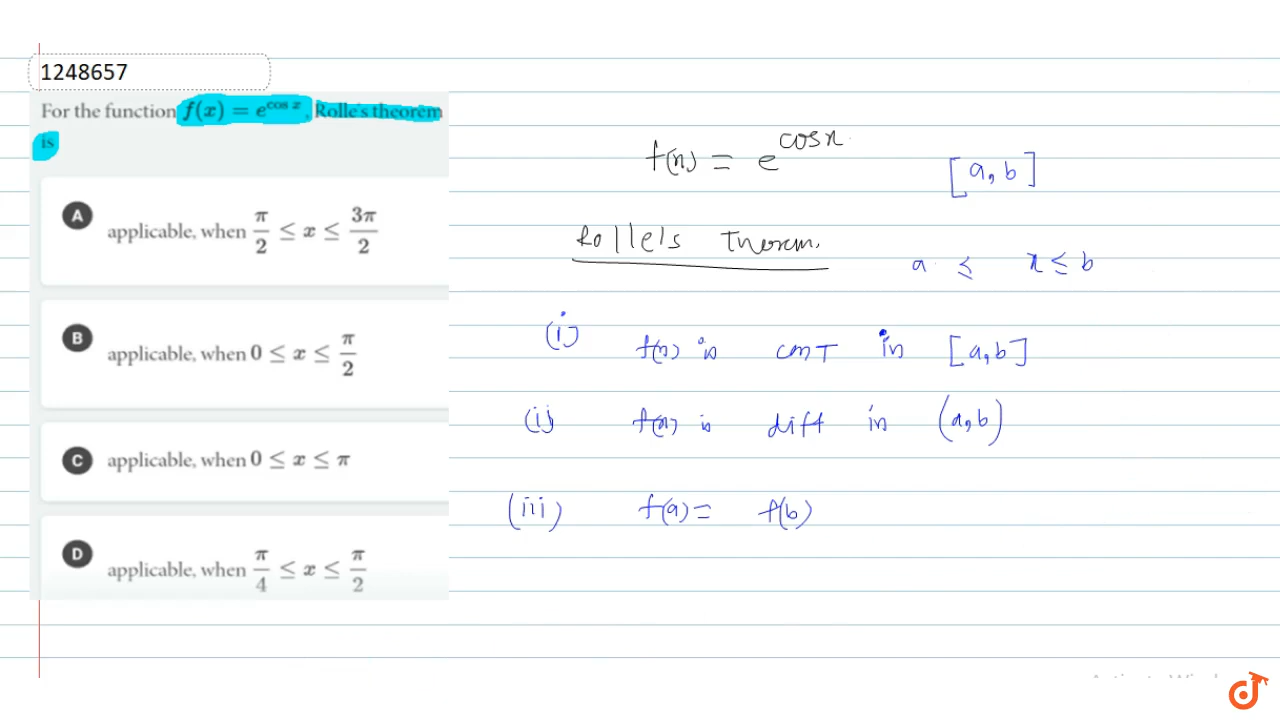 1248657
For the function f(x) = e^{cos x}, Rolle's theorem
is
A applicable, when π/2 ≤ x ≤ 3π/2
B applicable, when 0 ≤ x ≤ π/2
C applicable, when 0 ≤ x ≤ π
D applicable, when π/4 ≤ x ≤ π/2
f(x) = e^{cos x} [a, b]
Rolle's Theorem. a ≤ x ≤ b
(i) f(x) is cont in [a, b]
(ii) f(x) is diff in (a, b)
(iii) f(a) = f(b)